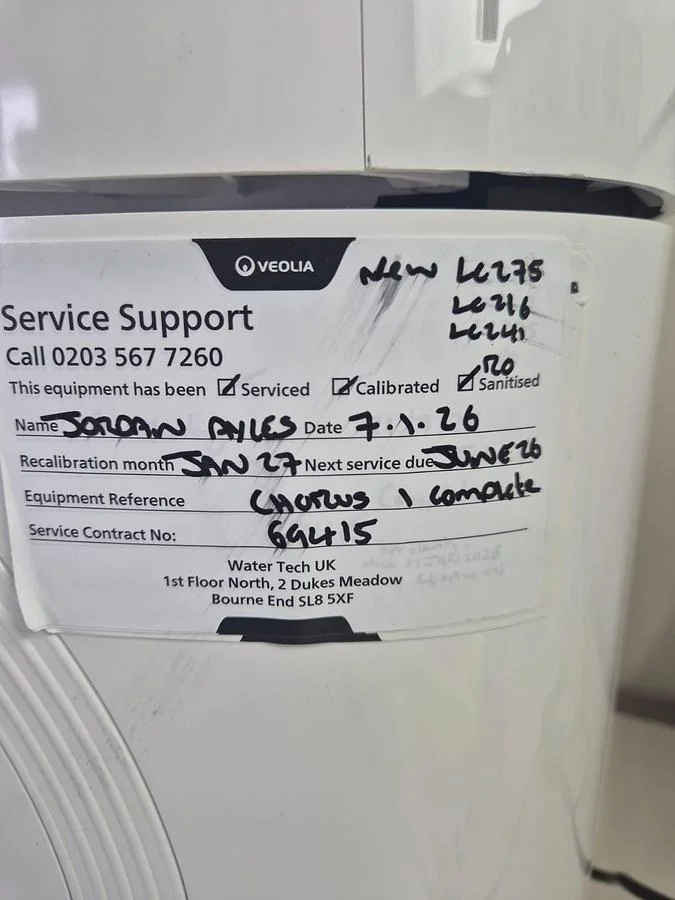 VEOLIA
New LC275
LC216
LC241
Service Support
Call 0203 567 7260
RO
This equipment has been Serviced Calibrated Sanitised
Name JORDAN AYLES Date 7.1.26
Recalibration month JAN 27 Next service due JUNE 26
Equipment Reference CHORUS 1 complete
Service Contract No: 69415
JAN 2026
Water Tech UK
1st Floor North, 2 Dukes Meadow
Bourne End SL8 5XF